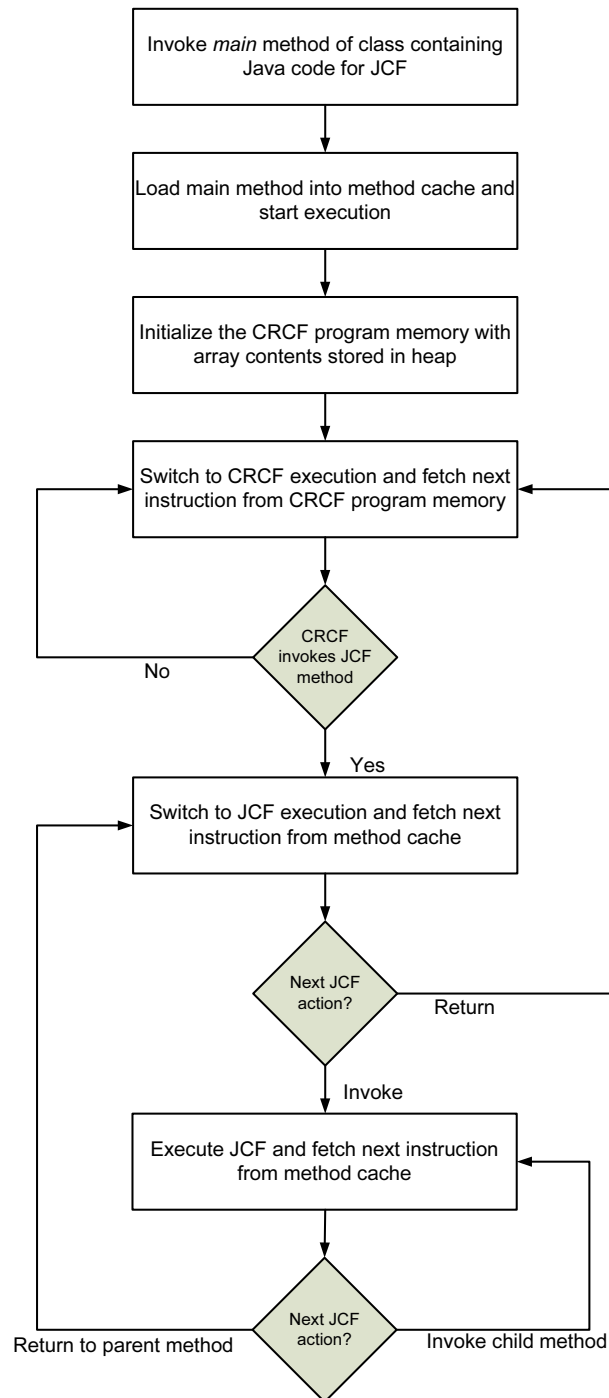 Invoke main method of class containing
Java code for JCF
Load main method into method cache and
start execution
Initialize the CRCF program memory with
array contents stored in heap
Switch to CRCF execution and fetch next
instruction from CRCF program memory
CRCF
invokes JCF
method
No
Yes
Switch to JCF execution and fetch next
instruction from method cache
Next JCF
action?
Return
Invoke
Execute JCF and fetch next instruction
from method cache
Next JCF
action?
Return to parent method
Invoke child method